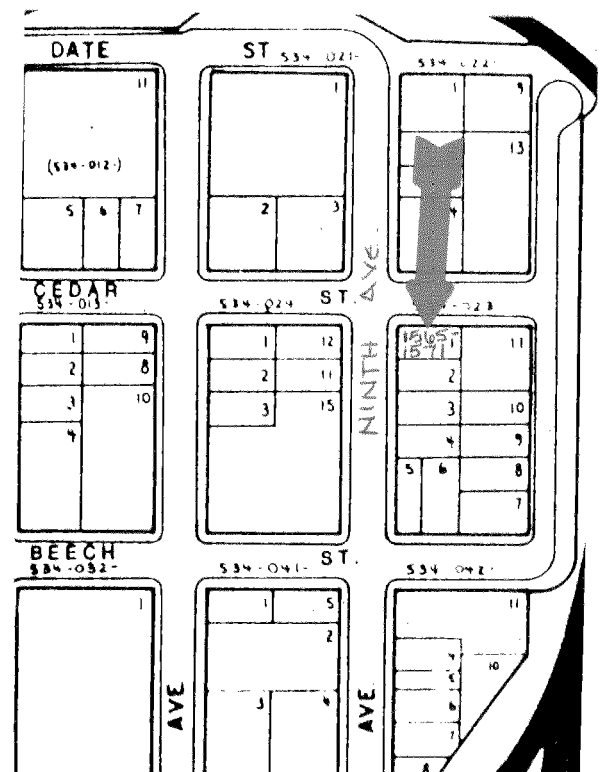 DATE ST 534-021- 534-022-
11 1 1 9
13
(534-012-)
5 6 7 2 3 4
CEDAR ST.
534-013- 534-024 -023
NINTH AVE.
1 9 1 12 1565- 1 11
1571
2 8 2 11 2
3 10 3 15 3 10
4 4 9
5 6 8
7
BEECH ST.
534-032- 534-041- 534-042-
1 1 5 11
2
4 10
5
AVE AVE 3 4 6
7
8